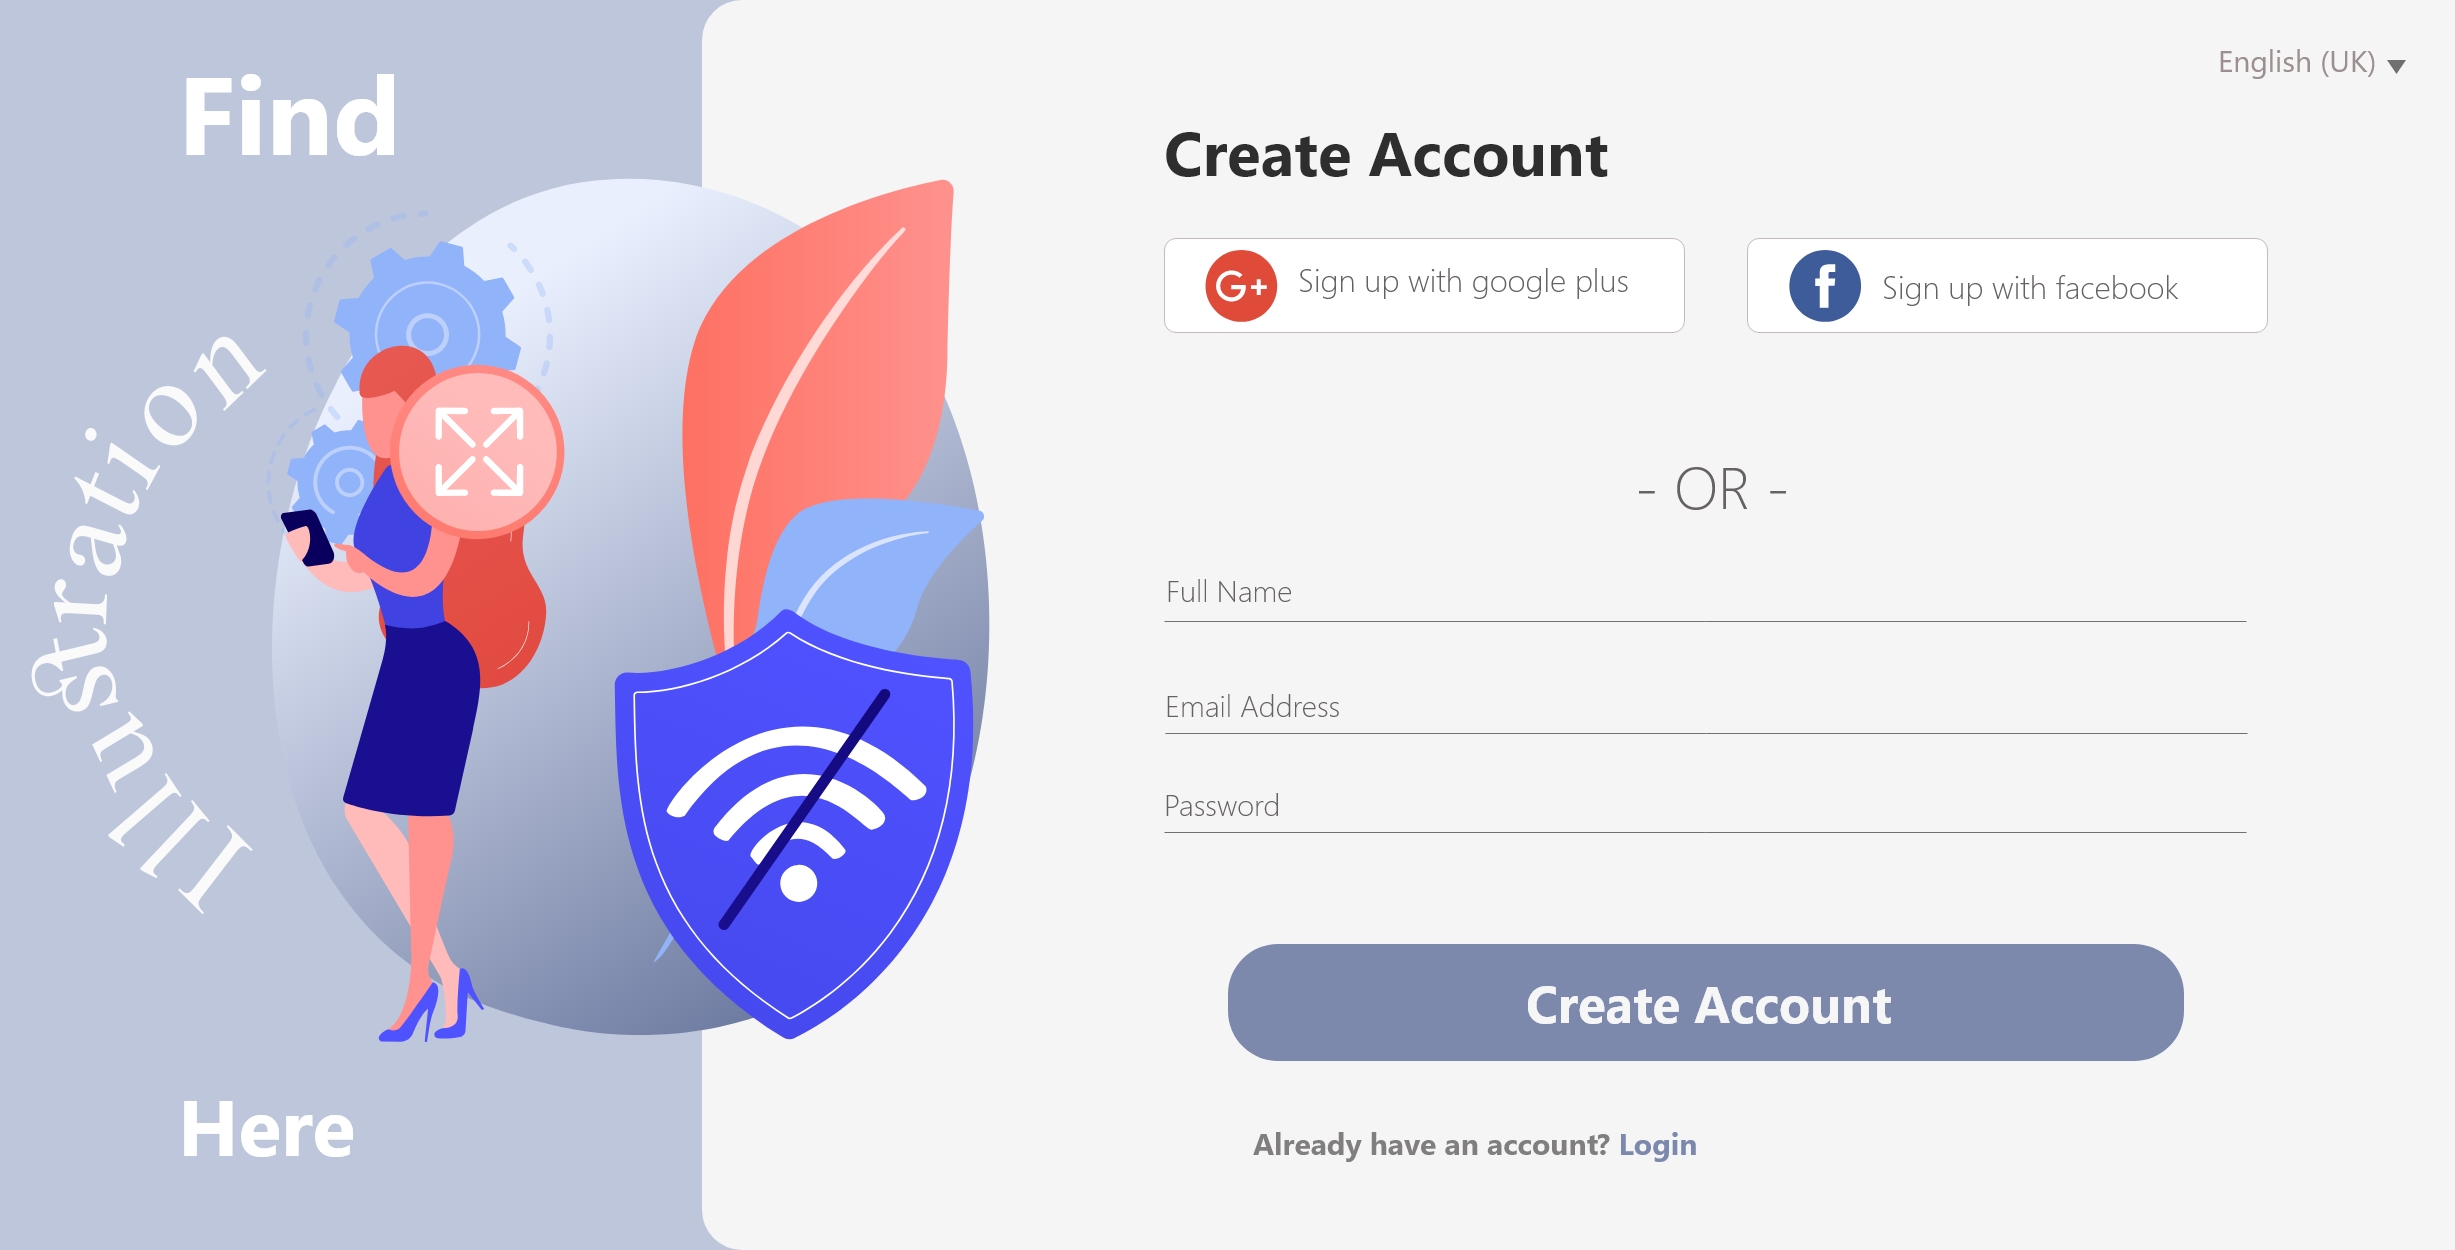 Find
Illustration
Here
English (UK)
Create Account
G+ Sign up with google plus
f Sign up with facebook
- OR -
Full Name
Email Address
Password
Create Account
Already have an account? Login